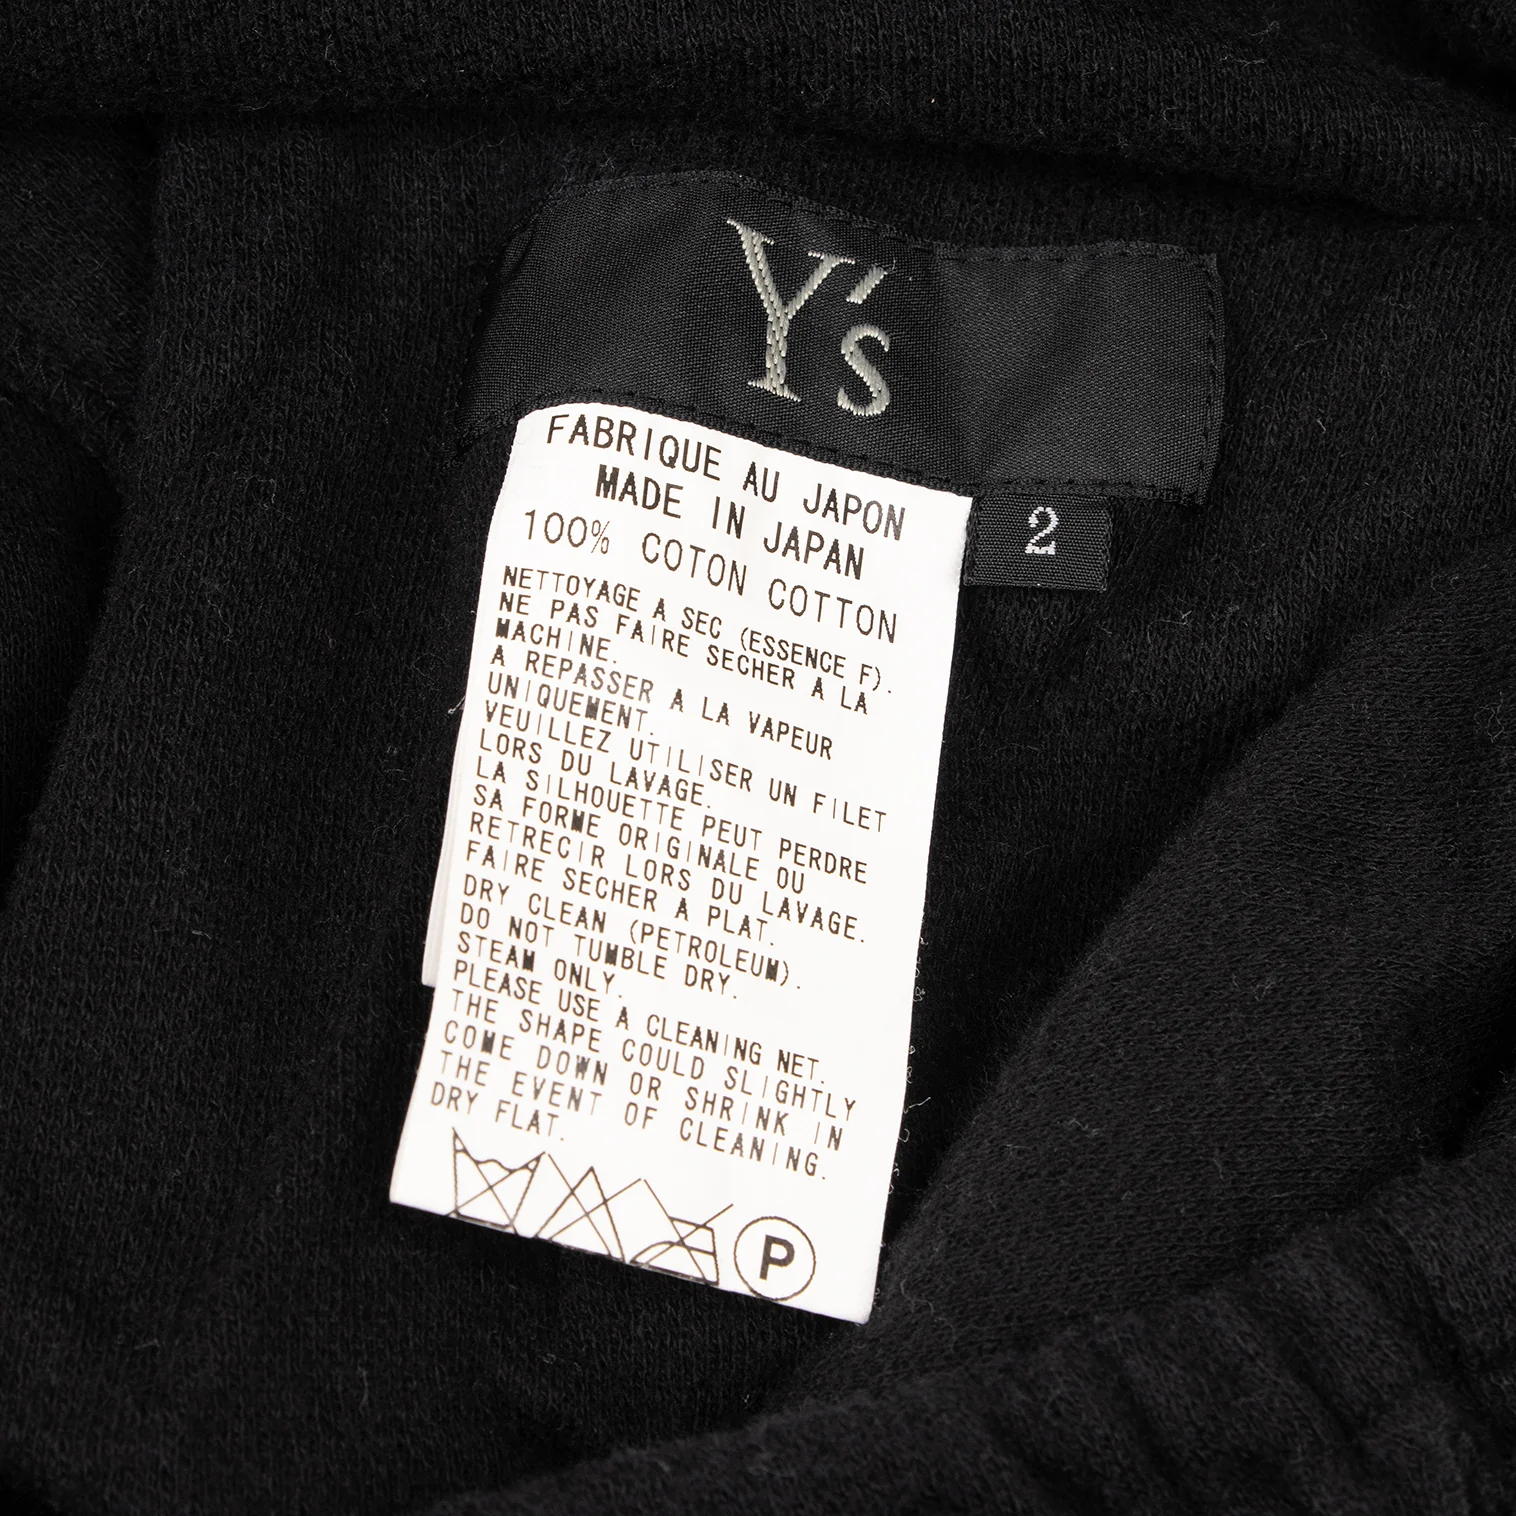 Y's
2
FABRIQUE AU JAPON
MADE IN JAPAN
100% COTON COTTON
NETTOYAGE A SEC (ESSENCE F).
NE PAS FAIRE SECHER A LA
MACHINE.
A REPASSER A LA VAPEUR
UNIQUEMENT.
VEUILLEZ UTILISER UN FILET
LORS DU LAVAGE.
LA SILHOUETTE PEUT PERDRE
SA FORME ORIGINALE OU
RETRECIR LORS DU LAVAGE.
FAIRE SECHER A PLAT.
DRY CLEAN (PETROLEUM).
DO NOT TUMBLE DRY.
STEAM ONLY.
PLEASE USE A CLEANING NET.
THE SHAPE COULD SLIGHTLY
COME DOWN OR SHRINK IN
THE EVENT OF CLEANING.
DRY FLAT.
P